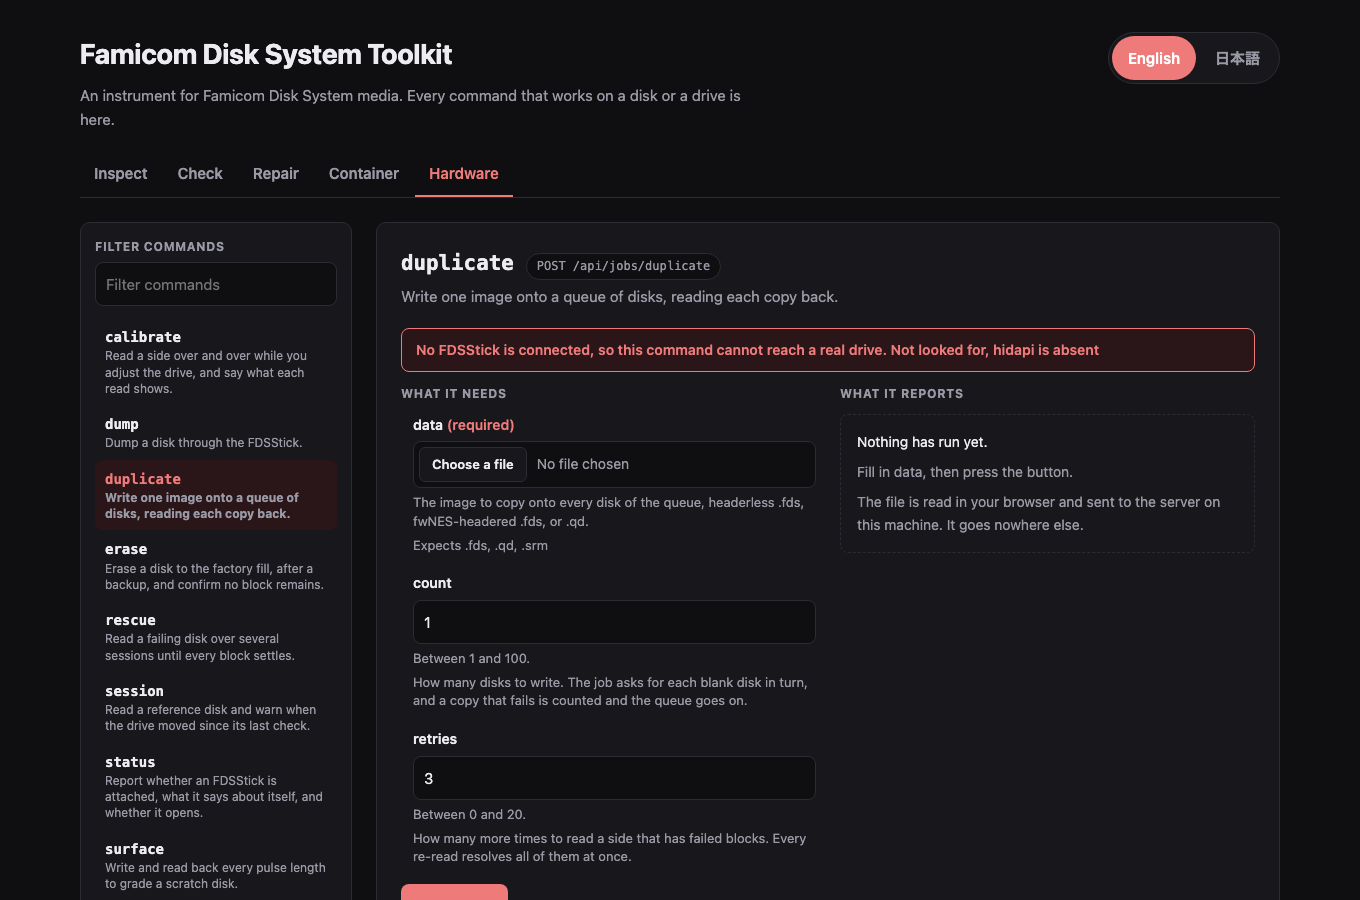 Famicom Disk System Toolkit
English
日本語
An instrument for Famicom Disk System media. Every command that works on a disk or a drive is
here.
Inspect
Check
Repair
Container
Hardware
FILTER COMMANDS
Filter commands
calibrate
Read a side over and over while you
adjust the drive, and say what each
read shows.
dump
Dump a disk through the FDSStick.
duplicate
Write one image onto a queue of
disks, reading each copy back.
erase
Erase a disk to the factory fill, after a
backup, and confirm no block remains.
rescue
Read a failing disk over several
sessions until every block settles.
session
Read a reference disk and warn when
the drive moved since its last check.
status
Report whether an FDSStick is
attached, what it says about itself, and
whether it opens.
surface
Write and read back every pulse length
to grade a scratch disk.
duplicate
POST /api/jobs/duplicate
Write one image onto a queue of disks, reading each copy back.
No FDSStick is connected, so this command cannot reach a real drive. Not looked for, hidapi is absent
WHAT IT NEEDS
data (required)
Choose a file
No file chosen
The image to copy onto every disk of the queue, headerless .fds,
fwNES-headered .fds, or .qd.
Expects .fds, .qd, .srm
count
1
Between 1 and 100.
How many disks to write. The job asks for each blank disk in turn,
and a copy that fails is counted and the queue goes on.
retries
3
Between 0 and 20.
How many more times to read a side that has failed blocks. Every
re-read resolves all of them at once.
WHAT IT REPORTS
Nothing has run yet.
Fill in data, then press the button.
The file is read in your browser and sent to the server on
this machine. It goes nowhere else.